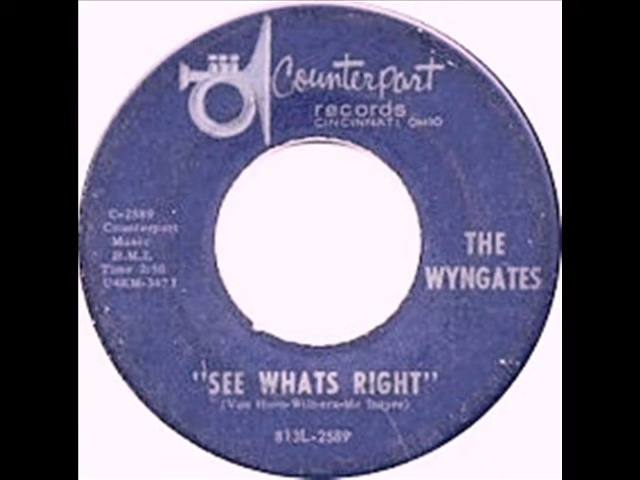 Counterpart
records
CINCINNATI, OHIO
C-2589
Counterpart
Music
B.M.I.
Time 2:50
THE
WYNGATES
"SEE WHATS RIGHT"
813L-2589